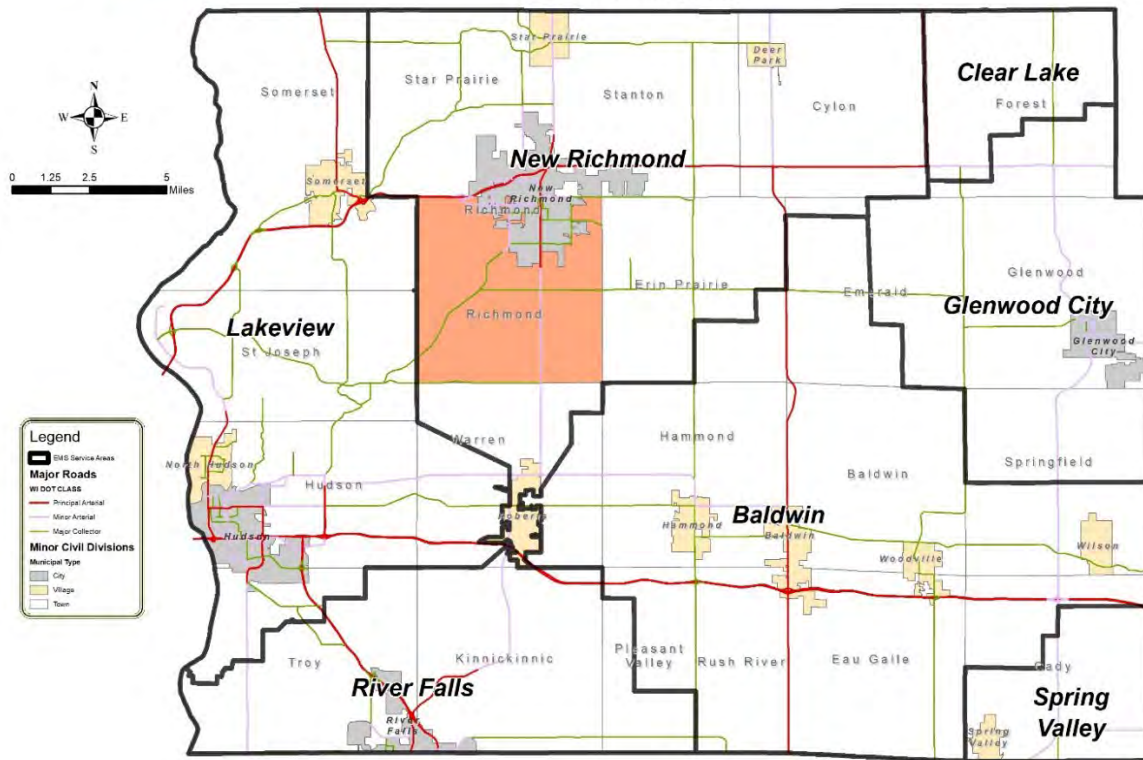 Star Prairie
Deer
Park
Clear Lake
Somerset
Star Prairie
Stanton
Cylon
Forest
N
W
E
S
0 1.25 2.5 5
Miles
New Richmond
Somerset
New
Richmond
Richmond
Glenwood
Erin Prairie
Emerald
Glenwood City
Richmond
Lakeview
St Joseph
Glenwood
City
Warren
Hammond
Baldwin
Springfield
North Hudson
Hudson
Roberts
Hammond
Baldwin
Baldwin
Woodville
Wilson
Hudson
Legend
EMS Service Areas
Major Roads
WI DOT CLASS
Principal Arterial
Minor Arterial
Major Collector
Minor Civil Divisions
Municipal Type
City
Village
Town
Troy
Kinnickinnic
Pleasant
Valley
Rush River
Eau Galle
Cady
River Falls
River
Falls
Spring
Valley
Spring
Valley